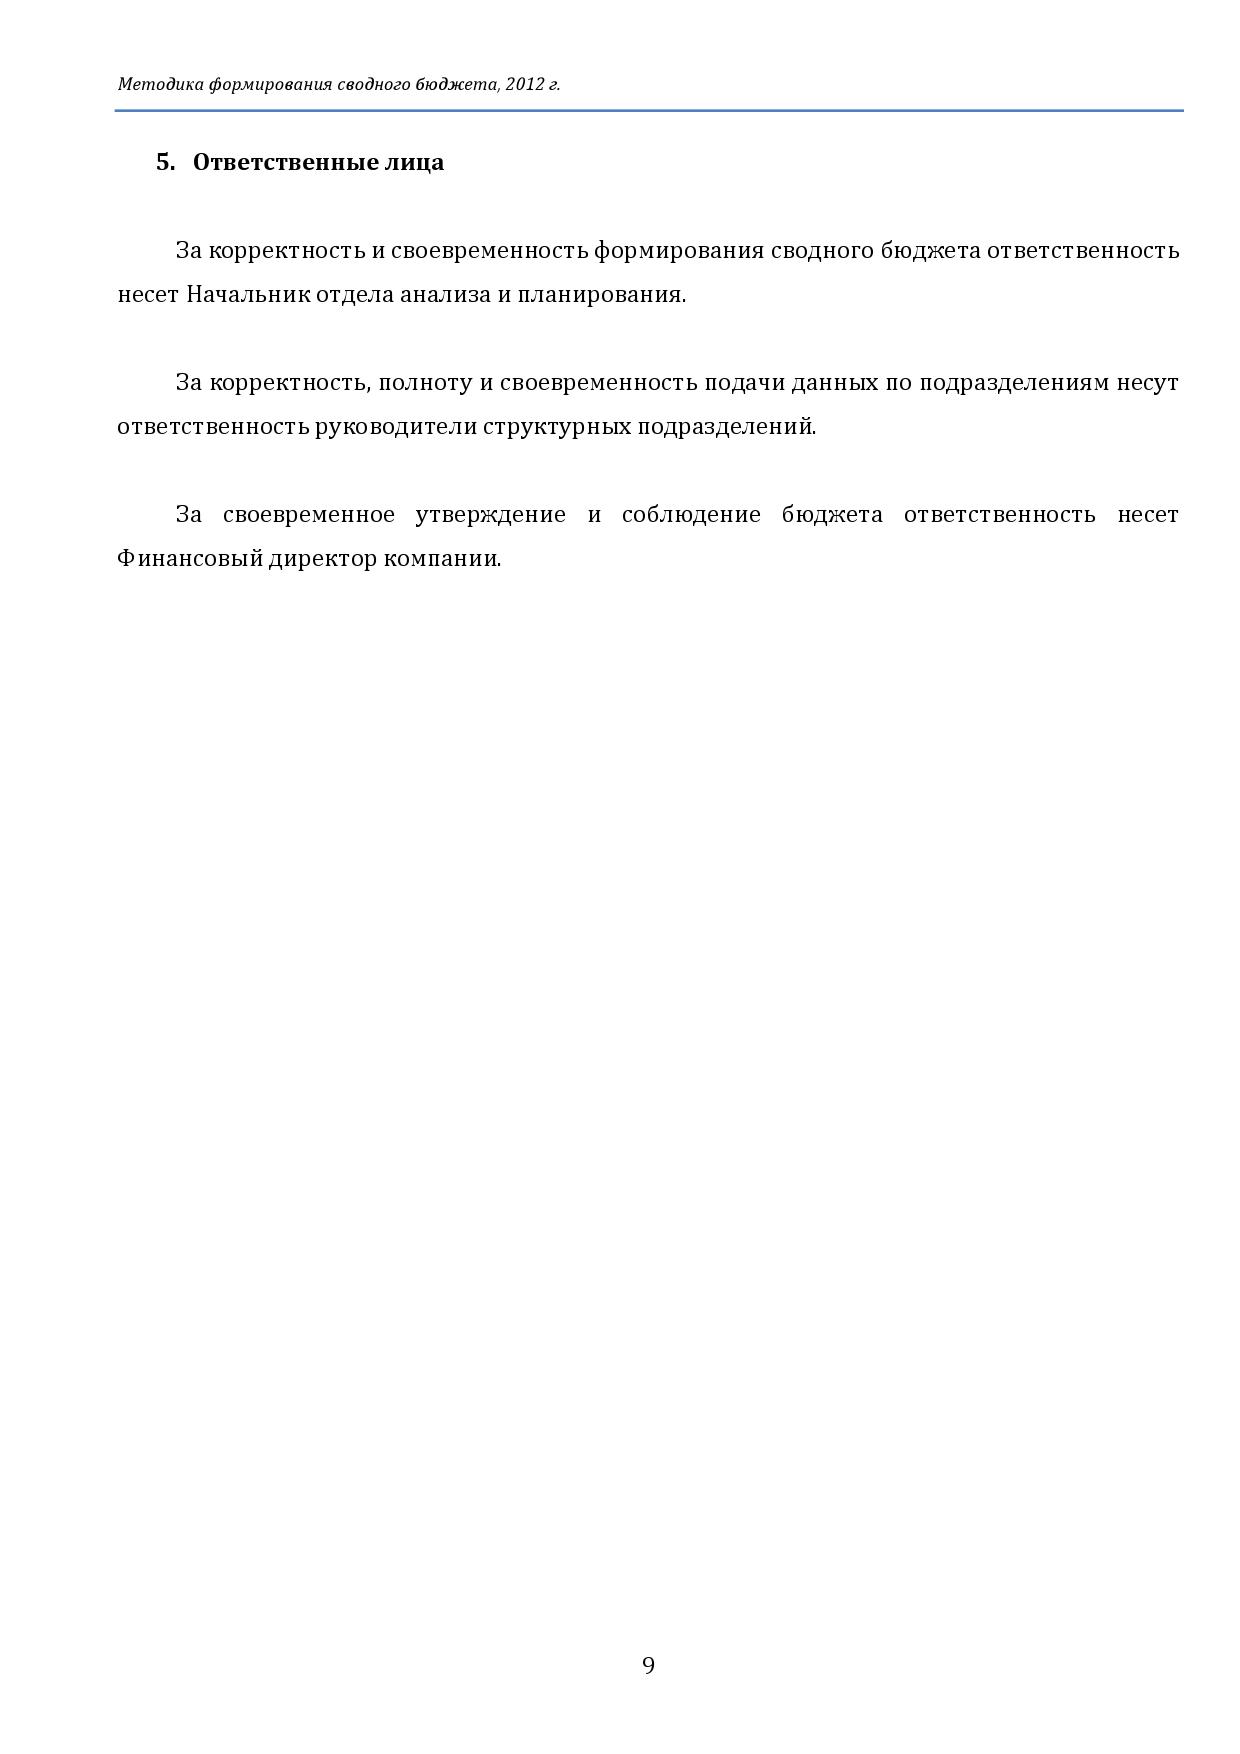 Методика формирования сводного бюджета, 2012 г.
5. Ответственные лица
За корректность и своевременность формирования сводного бюджета ответственность
несет Начальник отдела анализа и планирования.
За корректность, полноту и своевременность подачи данных по подразделениям несут
ответственность руководители структурных подразделений.
За своевременное утверждение и соблюдение бюджета ответственность несет
Финансовый директор компании.
9